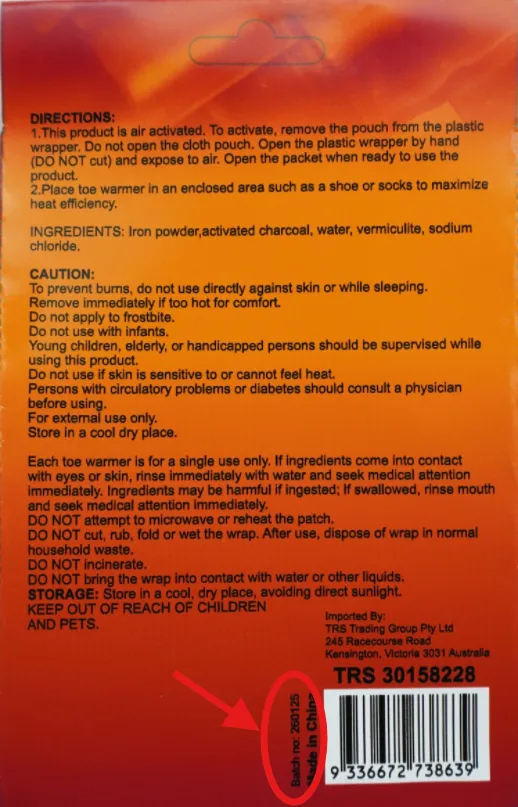 DIRECTIONS:
1.This product is air activated. To activate, remove the pouch from the plastic
wrapper. Do not open the cloth pouch. Open the plastic wrapper by hand
(DO NOT cut) and expose to air. Open the packet when ready to use the
product.
2.Place toe warmer in an enclosed area such as a shoe or socks to maximize
heat efficiency.
INGREDIENTS: Iron powder,activated charcoal, water, vermiculite, sodium
chloride.
CAUTION:
To prevent burns, do not use directly against skin or while sleeping.
Remove immediately if too hot for comfort.
Do not apply to frostbite.
Do not use with infants.
Young children, elderly, or handicapped persons should be supervised while
using this product.
Do not use if skin is sensitive to or cannot feel heat.
Persons with circulatory problems or diabetes should consult a physician
before using.
For external use only.
Store in a cool dry place.
Each toe warmer is for a single use only. If ingredients come into contact
with eyes or skin, rinse immediately with water and seek medical attention
immediately. Ingredients may be harmful if ingested; If swallowed, rinse mouth
and seek medical attention immediately.
DO NOT attempt to microwave or reheat the patch.
DO NOT cut, rub, fold or wet the wrap. After use, dispose of wrap in normal
household waste.
DO NOT incinerate.
DO NOT bring the wrap into contact with water or other liquids.
STORAGE: Store in a cool, dry place, avoiding direct sunlight.
KEEP OUT OF REACH OF CHILDREN
AND PETS.
Imported By:
TRS Trading Group Pty Ltd
245 Racecourse Road
Kensington, Victoria 3031 Australia
TRS 30158228
Batch no: 260125
Made in China
9 336672 738639